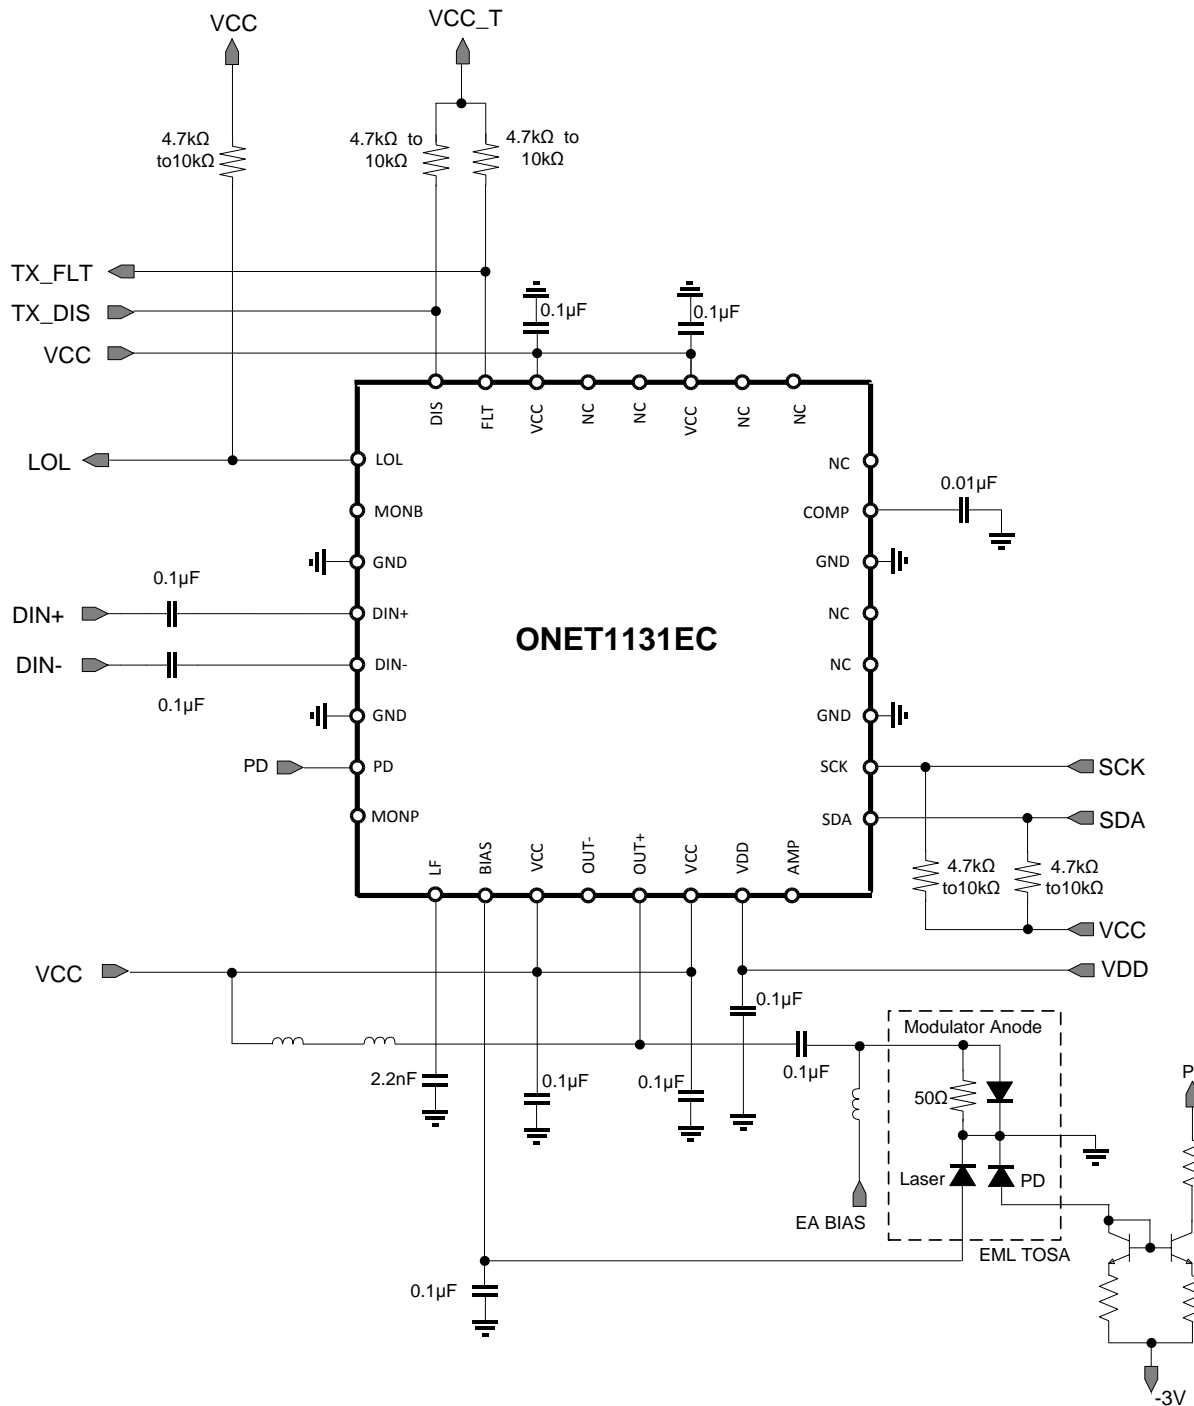 VCC
VCC_T
4.7kΩ
to10kΩ
4.7kΩ to
10kΩ
4.7kΩ to
10kΩ
TX_FLT
TX_DIS
VCC
0.1µF
0.1µF
DIS
FLT
VCC
NC
NC
VCC
NC
NC
LOL
LOL
NC
MONB
COMP
0.01µF
GND
GND
0.1µF
DIN+
DIN+
NC
ONET1131EC
DIN-
DIN-
NC
0.1µF
GND
GND
PD
PD
SCK
SCK
MONP
SDA
SDA
LF
BIAS
VCC
OUT-
OUT+
VCC
VDD
AMP
4.7kΩ
to10kΩ
4.7kΩ
to10kΩ
VCC
VCC
VDD
0.1µF
Modulator Anode
2.2nF
0.1µF
0.1µF
0.1µF
50Ω
P
Laser
PD
EA BIAS
EML TOSA
0.1µF
-3V